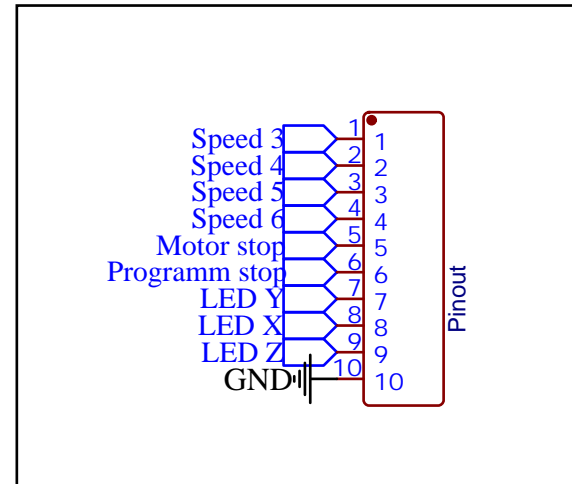 Speed 3 1 1
Speed 4 2 2
Speed 5 3 3
Speed 6 4 4
Motor stop 5 5
Programm stop 6 6
LED Y 7 7
LED X 8 8
LED Z 9 9
GND 10 10
Pinout